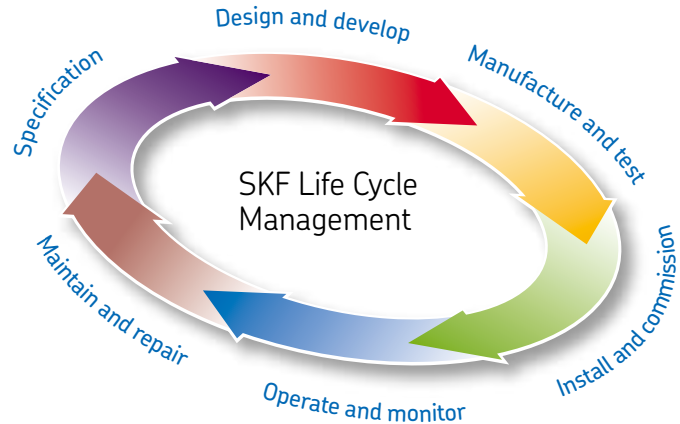 Design and develop
Manufacture and test
Specification
SKF Life Cycle
Management
Install and commission
Maintain and repair
Operate and monitor